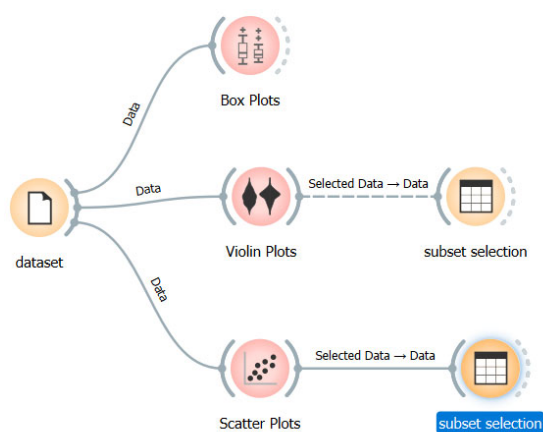 Data
Box Plots
Data
Selected Data → Data
dataset
Violin Plots
subset selection
Data
Selected Data → Data
Scatter Plots
subset selection